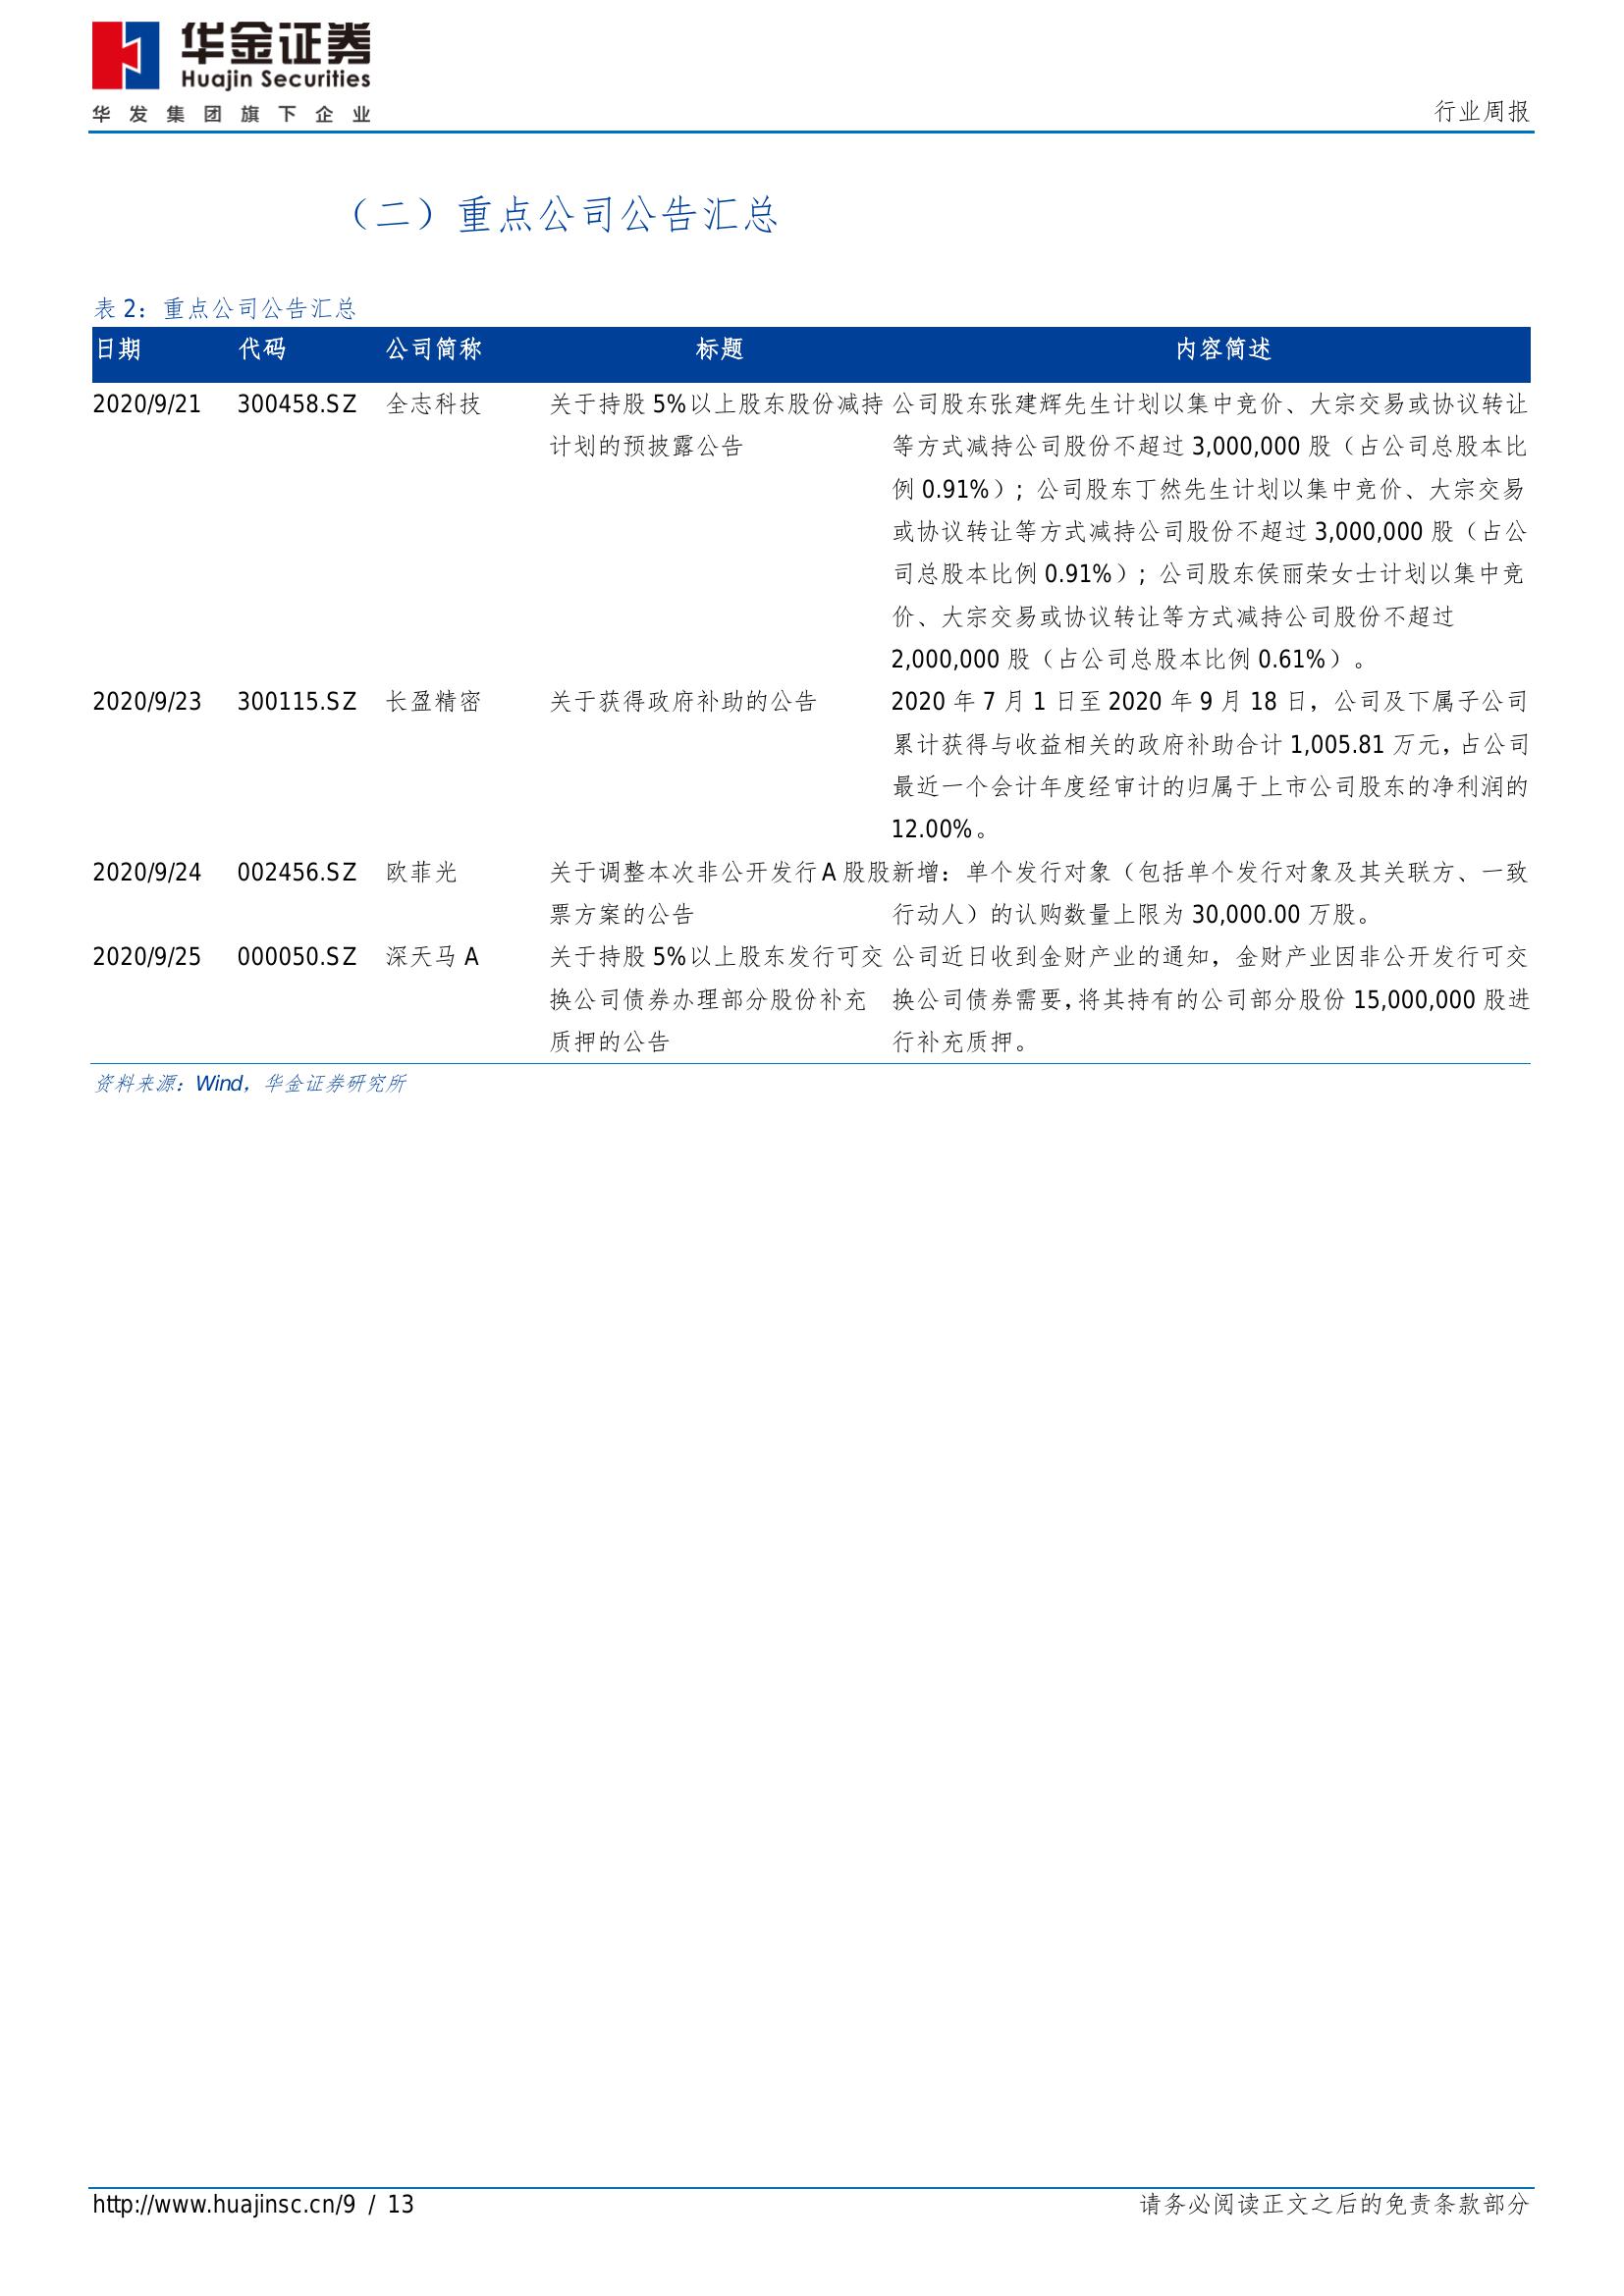 华金证券
Huajin Securities
华发集团旗下企业
行业周报
（二）重点公司公告汇总
表 2：重点公司公告汇总
日期 代码 公司简称 标题 内容简述
2020/9/21 300458.SZ 全志科技 关于持股 5%以上股东股份减持 公司股东张建辉先生计划以集中竞价、大宗交易或协议转让
计划的预披露公告 等方式减持公司股份不超过 3,000,000 股（占公司总股本比
例 0.91%）；公司股东丁然先生计划以集中竞价、大宗交易
或协议转让等方式减持公司股份不超过 3,000,000 股（占公
司总股本比例 0.91%）；公司股东侯丽荣女士计划以集中竞
价、大宗交易或协议转让等方式减持公司股份不超过
2,000,000 股（占公司总股本比例 0.61%）。
2020/9/23 300115.SZ 长盈精密 关于获得政府补助的公告 2020 年 7 月 1 日至 2020 年 9 月 18 日，公司及下属子公司
累计获得与收益相关的政府补助合计 1,005.81 万元，占公司
最近一个会计年度经审计的归属于上市公司股东的净利润的
12.00%。
2020/9/24 002456.SZ 欧菲光 关于调整本次非公开发行 A 股股 新增：单个发行对象（包括单个发行对象及其关联方、一致
票方案的公告 行动人）的认购数量上限为 30,000.00 万股。
2020/9/25 000050.SZ 深天马 A 关于持股 5%以上股东发行可交 公司近日收到金财产业的通知，金财产业因非公开发行可交
换公司债券办理部分股份补充 换公司债券需要，将其持有的公司部分股份 15,000,000 股进
质押的公告 行补充质押。
资料来源：Wind，华金证券研究所
http://www.huajinsc.cn/9 / 13 请务必阅读正文之后的免责条款部分